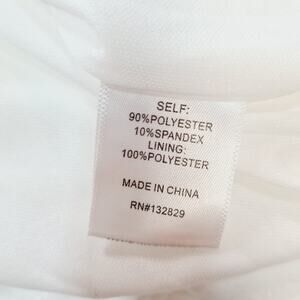 SELF:
90%POLYESTER
10%SPANDEX
LINING:
100%POLYESTER
MADE IN CHINA
RN#132829